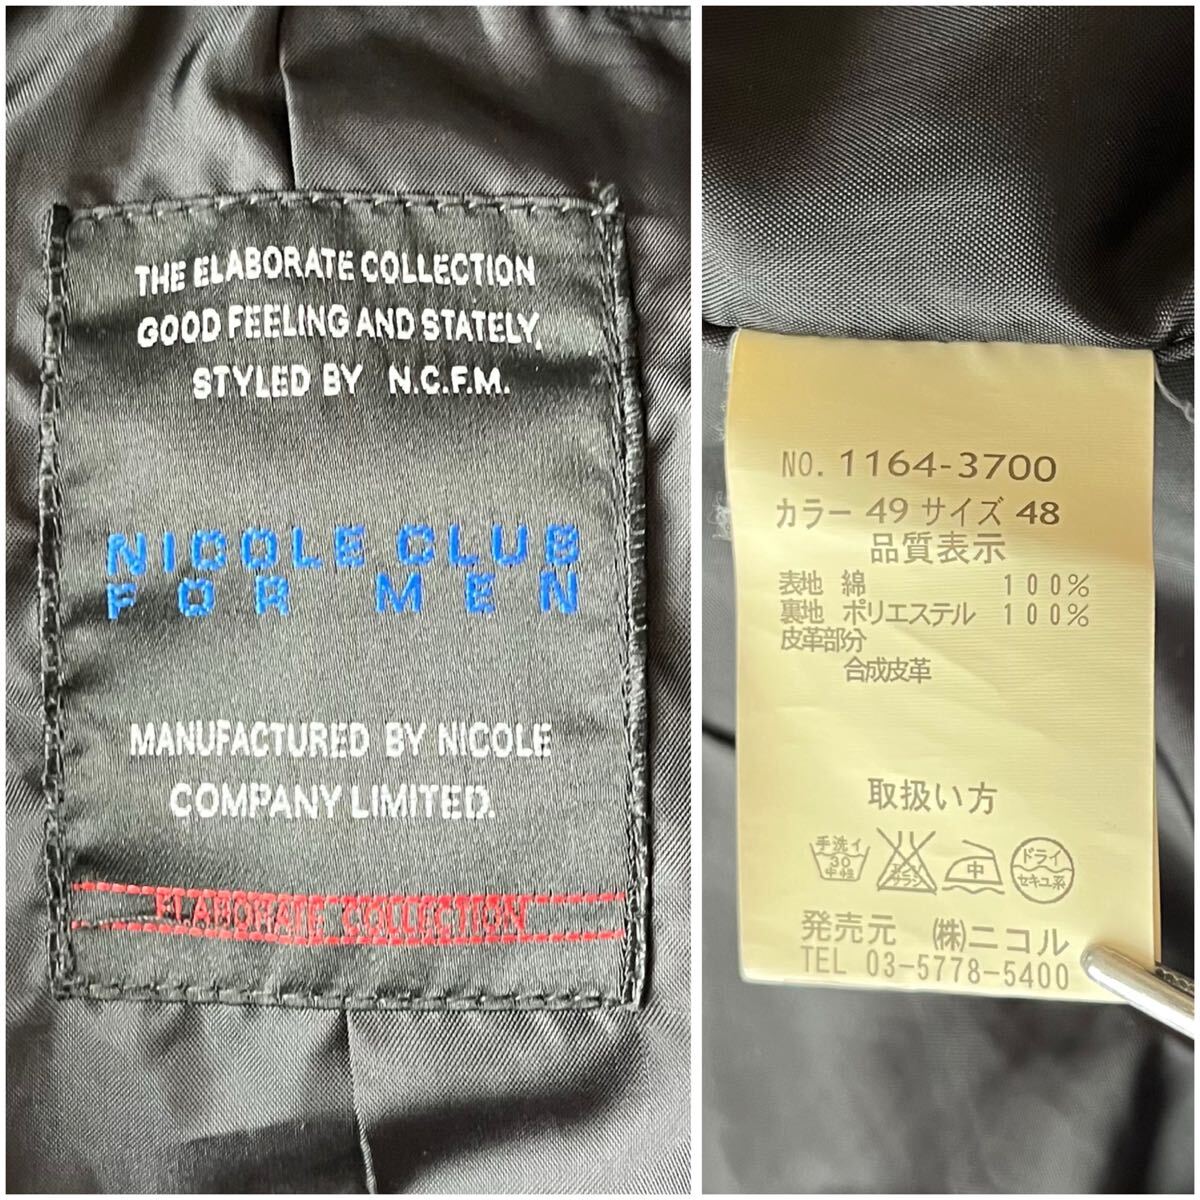 THE ELABORATE COLLECTION
GOOD FEELING AND STATELY.
STYLED BY N.C.F.M.
NICOLE CLUB
FOR MEN
MANUFACTURED BY NICOLE
COMPANY LIMITED.
ELABORATE COLLECTION
NO. 1164-3700
カラー 49 サイズ 48
品質表示
表地 綿 100%
裏地 ポリエステル 100%
皮革部分
合成皮革
取扱い方
手洗イ
30
中性
エンソ
サラシ
中
ドライ
セキユ系
発売元 (株)ニコル
TEL 03-5778-5400